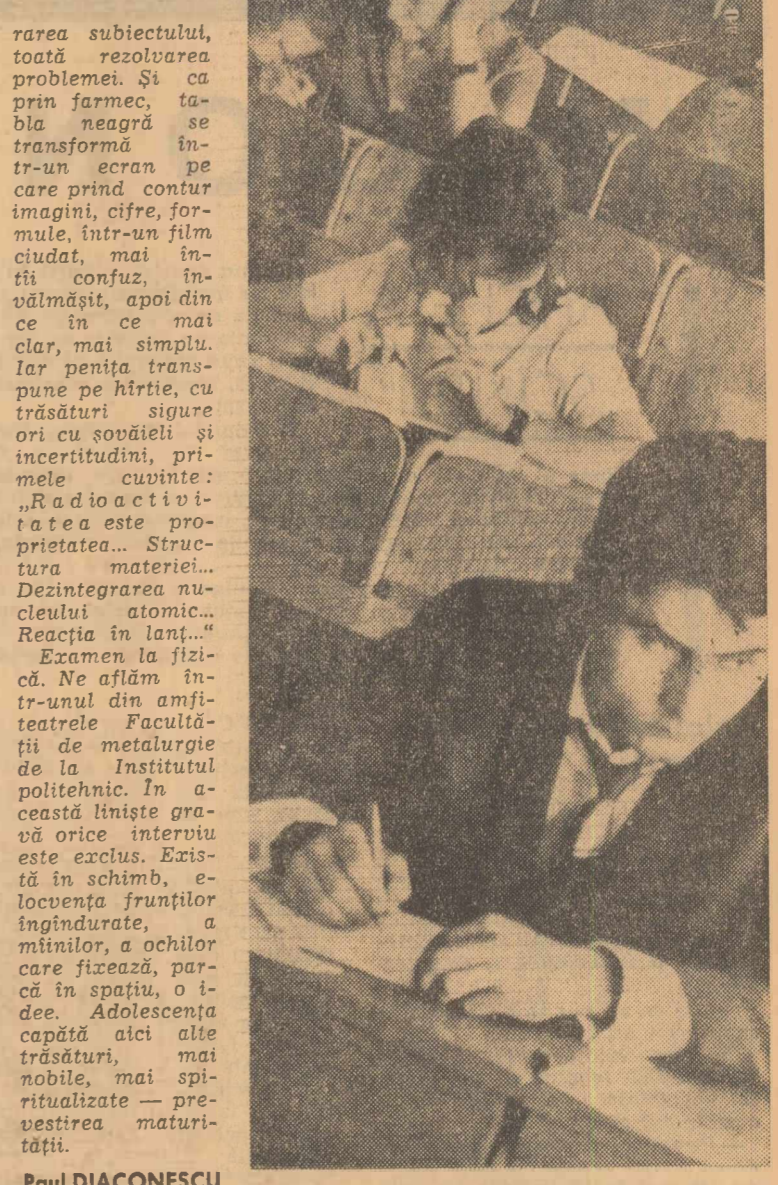 rarea subiectului,
toată rezolvarea
problemei. Și ca
prin farmec, ta-
bla neagră se
transformă în-
tr-un ecran pe
care prind contur
imagini, cifre, for-
mule, într-un film
ciudat, mai în-
tîi confuz, în-
vălmășit, apoi din
ce în ce mai
clar, mai simplu.
Iar penița trans-
pune pe hîrtie, cu
trăsături sigure
ori cu șovăieli și
incertitudini, pri-
mele cuvinte :
„Radioactivi-
tatea este pro-
prietatea... Struc-
tura materiei...
Dezintegrarea nu-
cleului atomic...
Reacția în lanț...“
Examen la fizi-
că. Ne aflăm în-
tr-unul din amfi-
teatrele Facultă-
ții de metalurgie
de la Institutul
politehnic. În a-
ceastă liniște gra-
vă orice interviu
este exclus. Exis-
tă în schimb, e-
locvența frunților
îngîndurate, a
mîinilor, a ochilor
care fixează, par-
că în spațiu, o i-
dee. Adolescența
capătă aici alte
trăsături, mai
nobile, mai spi-
ritualizate — pre-
vestirea maturi-
tății.
Paul DIACONESCU